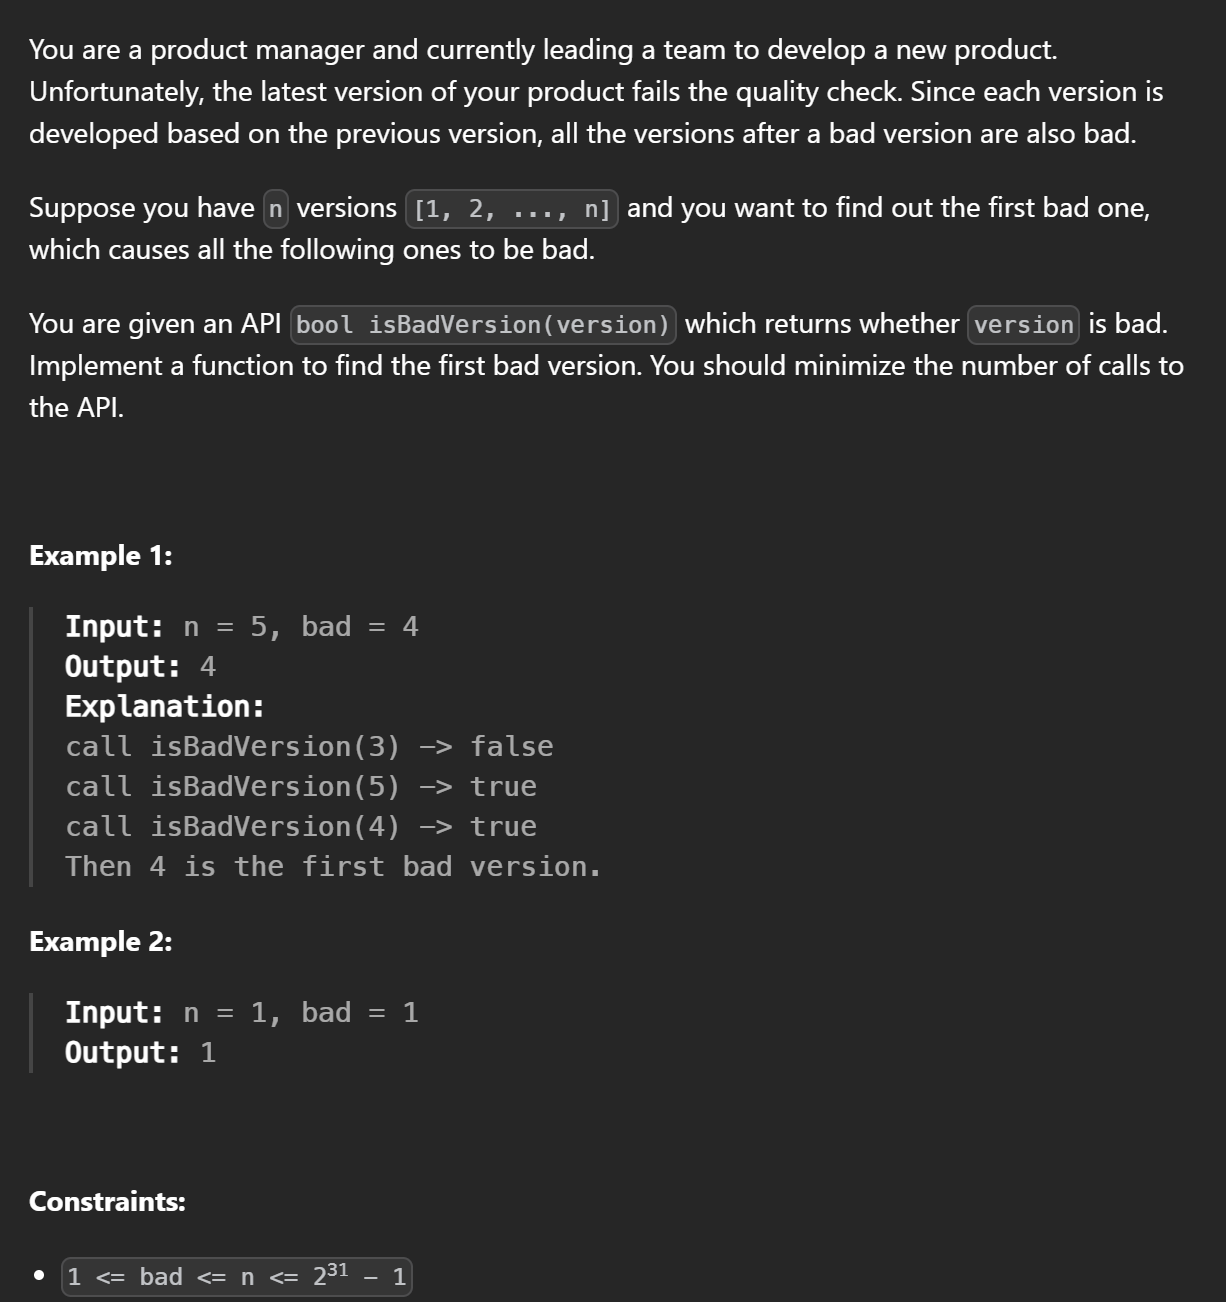 You are a product manager and currently leading a team to develop a new product.
Unfortunately, the latest version of your product fails the quality check. Since each version is
developed based on the previous version, all the versions after a bad version are also bad.
Suppose you have n versions [1, 2, ..., n] and you want to find out the first bad one,
which causes all the following ones to be bad.
You are given an API bool isBadVersion(version) which returns whether version is bad.
Implement a function to find the first bad version. You should minimize the number of calls to
the API.
Example 1:
Input: n = 5, bad = 4
Output: 4
Explanation:
call isBadVersion(3) -> false
call isBadVersion(5) -> true
call isBadVersion(4) -> true
Then 4 is the first bad version.
Example 2:
Input: n = 1, bad = 1
Output: 1
Constraints:
• 1 <= bad <= n <= 2³¹ - 1